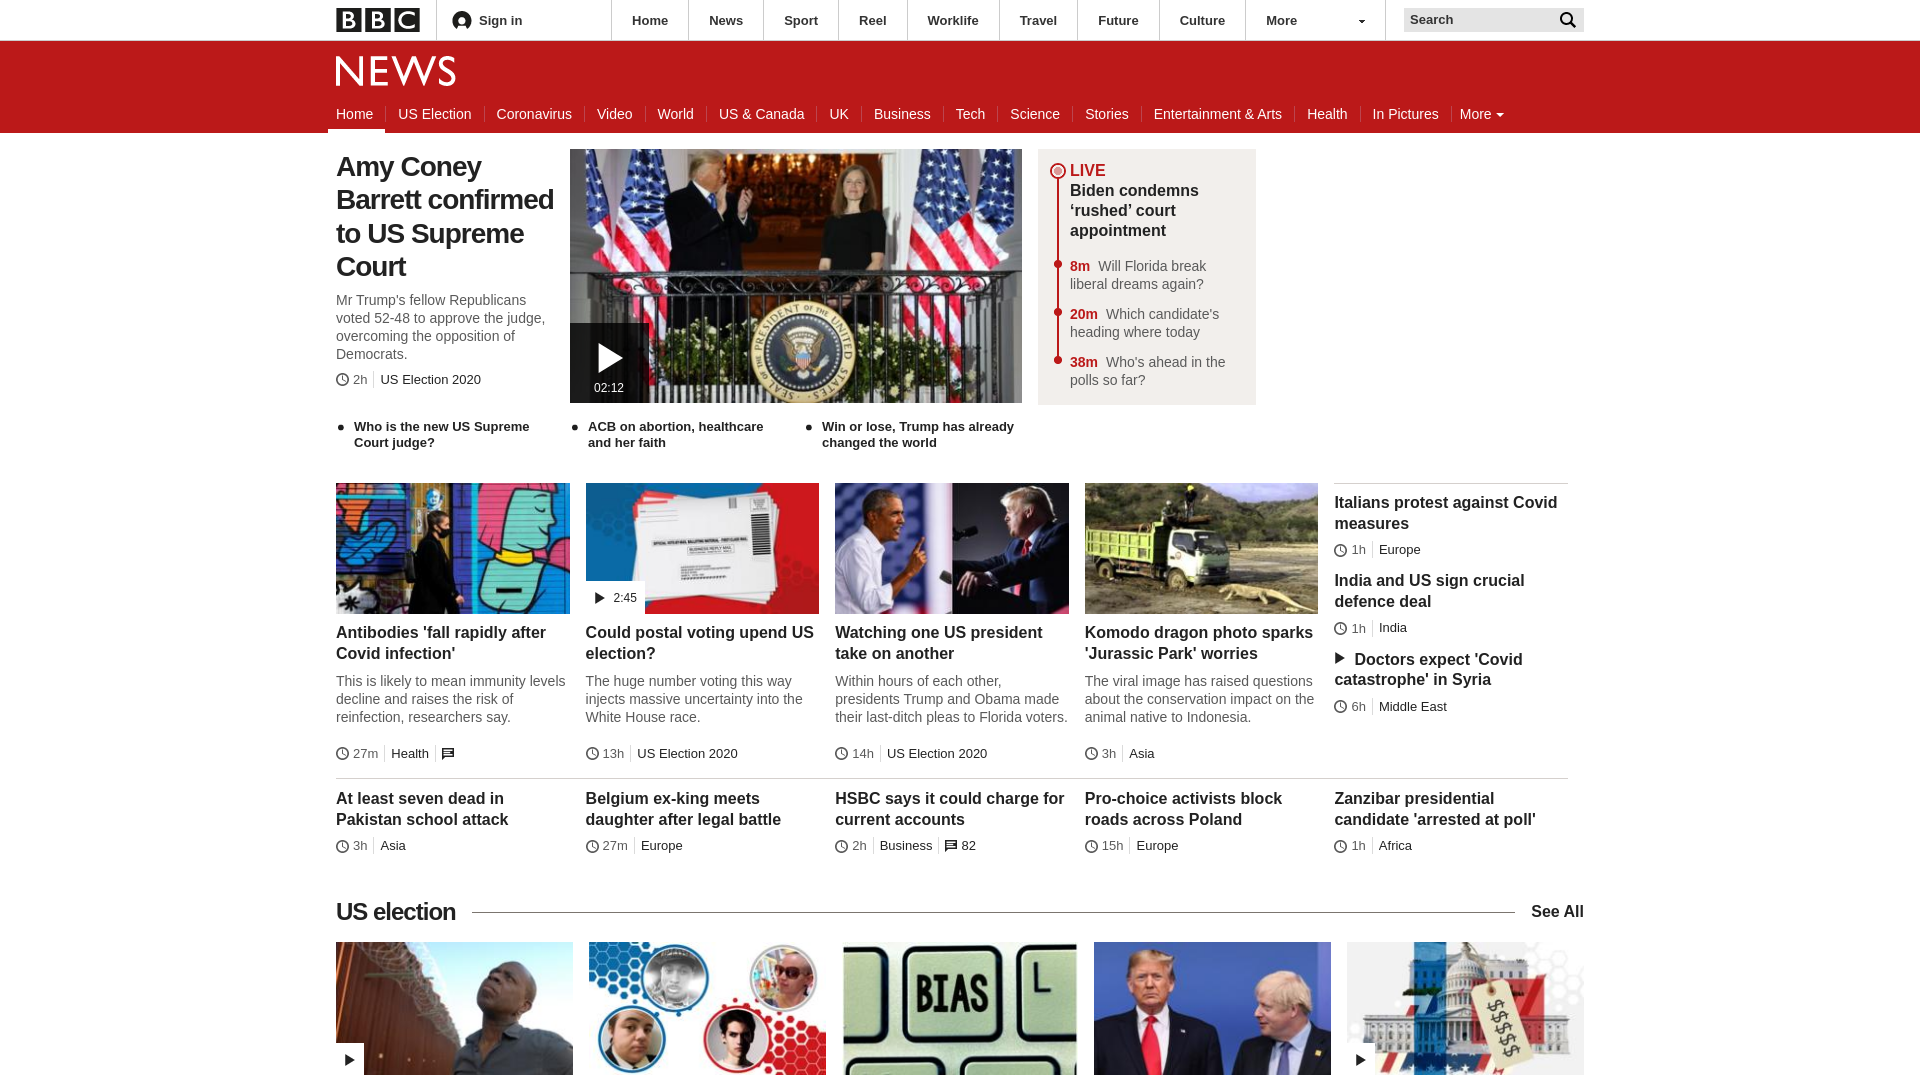 BBC
Sign in
Home
News
Sport
Reel
Worklife
Travel
Future
Culture
More
Search
NEWS
Home
US Election
Coronavirus
Video
World
US & Canada
UK
Business
Tech
Science
Stories
Entertainment & Arts
Health
In Pictures
More
Amy Coney
Barrett confirmed
to US Supreme
Court
Mr Trump's fellow Republicans
voted 52-48 to approve the judge,
overcoming the opposition of
Democrats.
2h
US Election 2020
02:12
LIVE
Biden condemns
‘rushed’ court
appointment
8m Will Florida break
liberal dreams again?
20m Which candidate's
heading where today
38m Who's ahead in the
polls so far?
Who is the new US Supreme
Court judge?
ACB on abortion, healthcare
and her faith
Win or lose, Trump has already
changed the world
Antibodies 'fall rapidly after
Covid infection'
This is likely to mean immunity levels
decline and raises the risk of
reinfection, researchers say.
27m
Health
2:45
Could postal voting upend US
election?
The huge number voting this way
injects massive uncertainty into the
White House race.
13h
US Election 2020
Watching one US president
take on another
Within hours of each other,
presidents Trump and Obama made
their last-ditch pleas to Florida voters.
14h
US Election 2020
Komodo dragon photo sparks
'Jurassic Park' worries
The viral image has raised questions
about the conservation impact on the
animal native to Indonesia.
3h
Asia
Italians protest against Covid
measures
1h
Europe
India and US sign crucial
defence deal
1h
India
Doctors expect 'Covid
catastrophe' in Syria
6h
Middle East
At least seven dead in
Pakistan school attack
3h
Asia
Belgium ex-king meets
daughter after legal battle
27m
Europe
HSBC says it could charge for
current accounts
2h
Business
82
Pro-choice activists block
roads across Poland
15h
Europe
Zanzibar presidential
candidate 'arrested at poll'
1h
Africa
US election
See All
BIAS
L
$$$$$